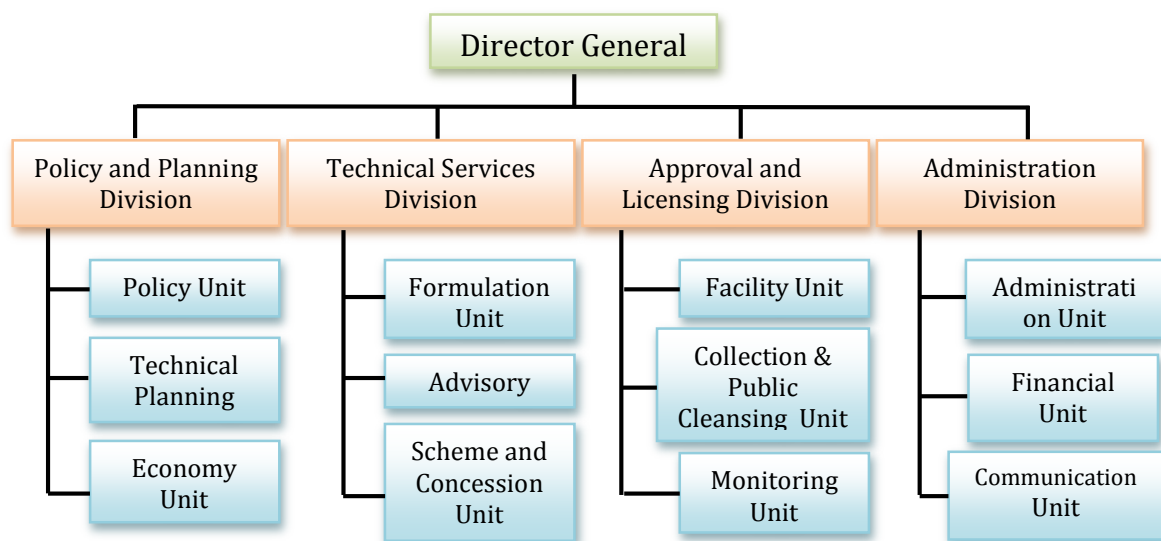 Director General
Policy and Planning
Division
Technical Services
Division
Approval and
Licensing Division
Administration
Division
Policy Unit
Technical
Planning
Economy
Unit
Formulation
Unit
Advisory
Scheme and
Concession
Unit
Facility Unit
Collection &
Public
Cleansing Unit
Monitoring
Unit
Administrati
on Unit
Financial
Unit
Communication
Unit